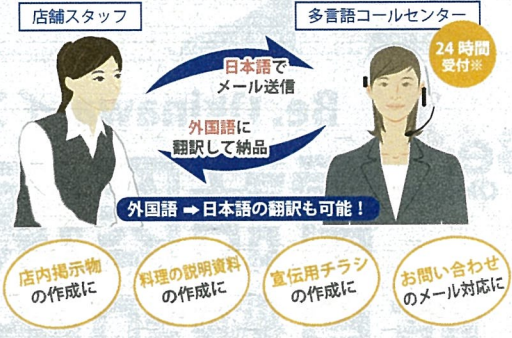 店舗スタッフ
多言語コールセンター
24時間
受付※
日本語で
メール送信
外国語に
翻訳して納品
外国語➡日本語の翻訳も可能！
店内掲示物
の作成に
料理の説明資料
の作成に
宣伝用チラシ
の作成に
お問い合わせ
のメール対応に